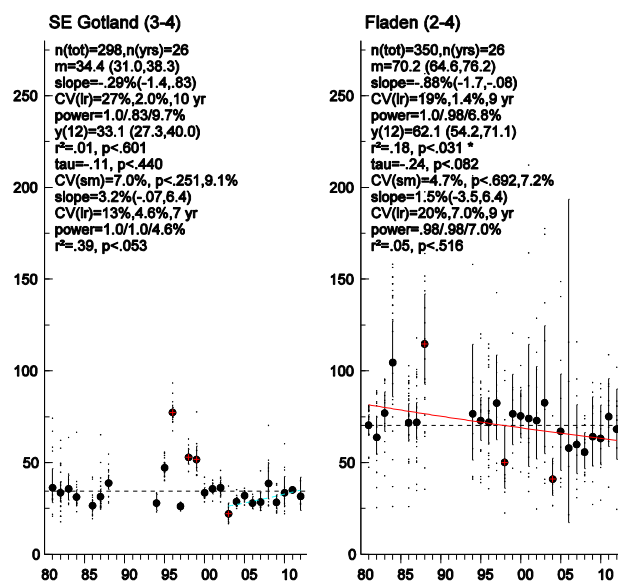 SE Gotland (3-4)
n(tot)=298,n(yrs)=26
m=34.4 (31.0,38.3)
slope=-.29%(-1.4,.83)
CV(lr)=27%,2.0%,10 yr
power=1.0/.83/9.7%
y(12)=33.1 (27.3,40.0)
r²=.01, p<.601
tau=-.11, p<.440
CV(sm)=7.0%, p<.251,9.1%
slope=3.2%(-.07,6.4)
CV(lr)=13%,4.6%,7 yr
power=1.0/1.0/4.6%
r²=.39, p<.053
250
200
150
100
50
0
80 85 90 95 00 05 10
Fladen (2-4)
n(tot)=350,n(yrs)=26
m=70.2 (64.6,76.2)
slope=-.88%(-1.7,-.08)
CV(lr)=19%,1.4%,9 yr
power=1.0/.98/6.8%
y(12)=62.1 (54.2,71.1)
r²=.18, p<.031 *
tau=-.24, p<.082
CV(sm)=4.7%, p<.692,7.2%
slope=1.5%(-3.5,6.4)
CV(lr)=20%,7.0%,9 yr
power=.98/.98/7.0%
r²=.05, p<.516
250
200
150
100
50
0
80 85 90 95 00 05 10